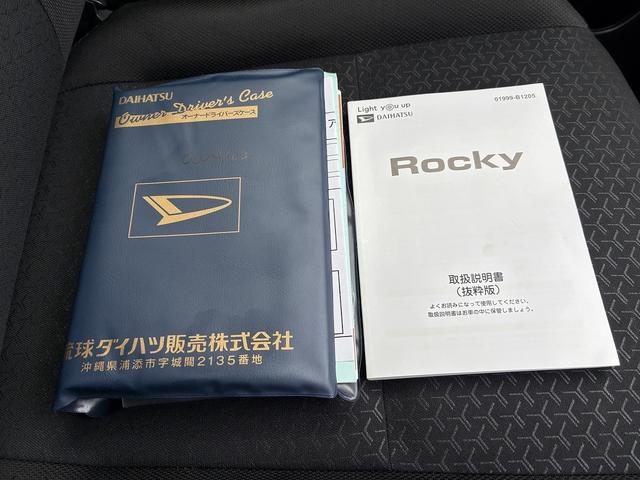 DAIHATSU
Owner Driver's Case
オーナードライバーズケース
琉球ダイハツ販売株式会社
沖縄県浦添市字城間2135番地
Light you up
DAIHATSU
01999-B1205
Rocky
取扱説明書
(抜粋版)
よくお読みになって使用してください。
取扱説明書はお車の中に保管しましょう。